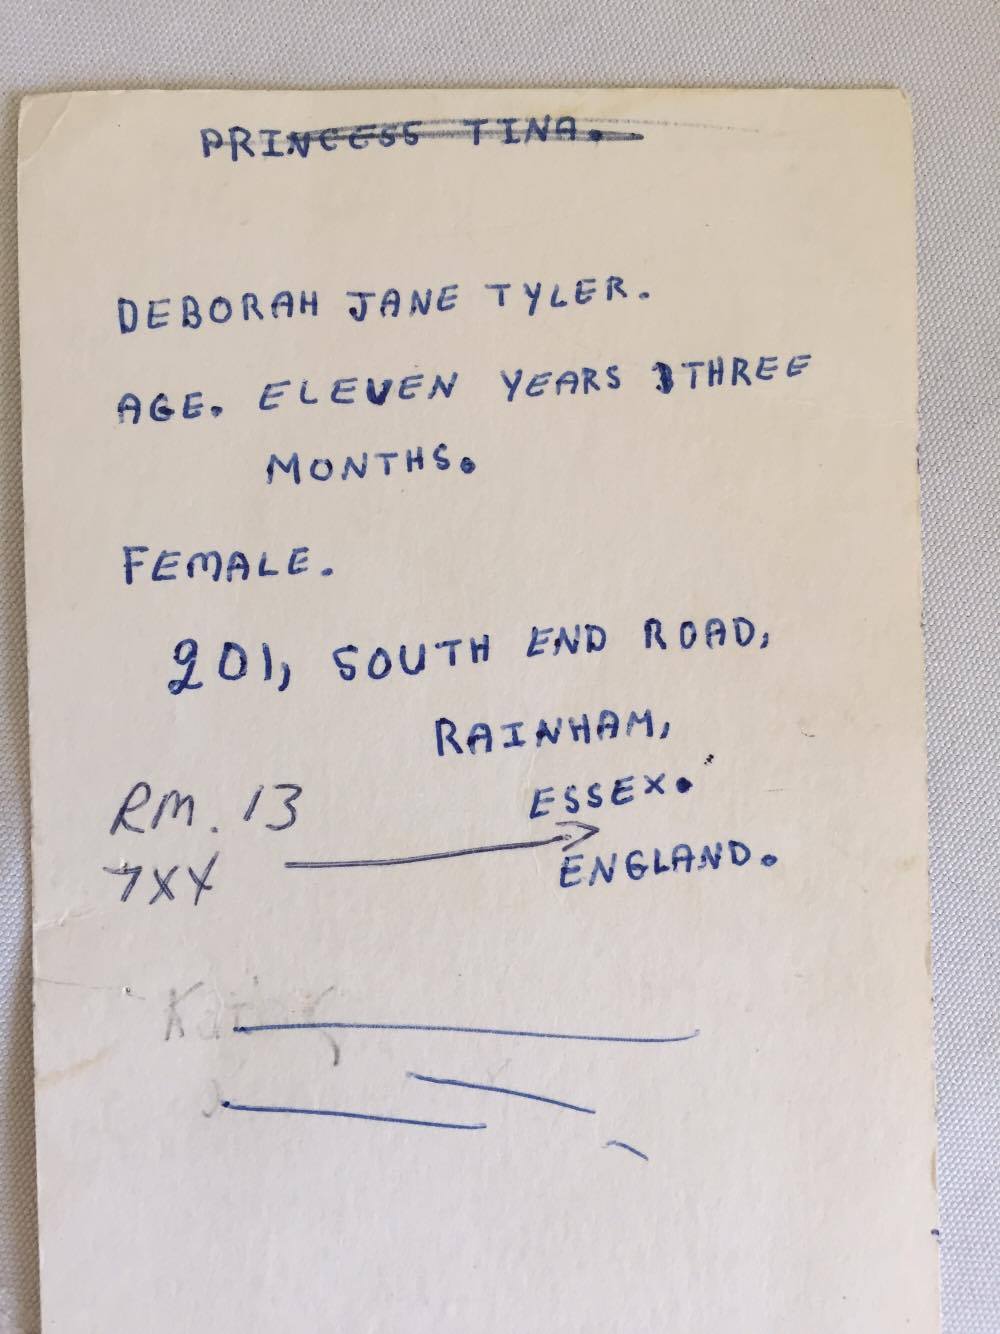 PRINCESS TINA.
DEBORAH JANE TYLER.
AGE. ELEVEN YEARS THREE
MONTHS.
FEMALE.
201, SOUTH END ROAD,
RAINHAM,
ESSEX.
RM. 13
7XX
ENGLAND.